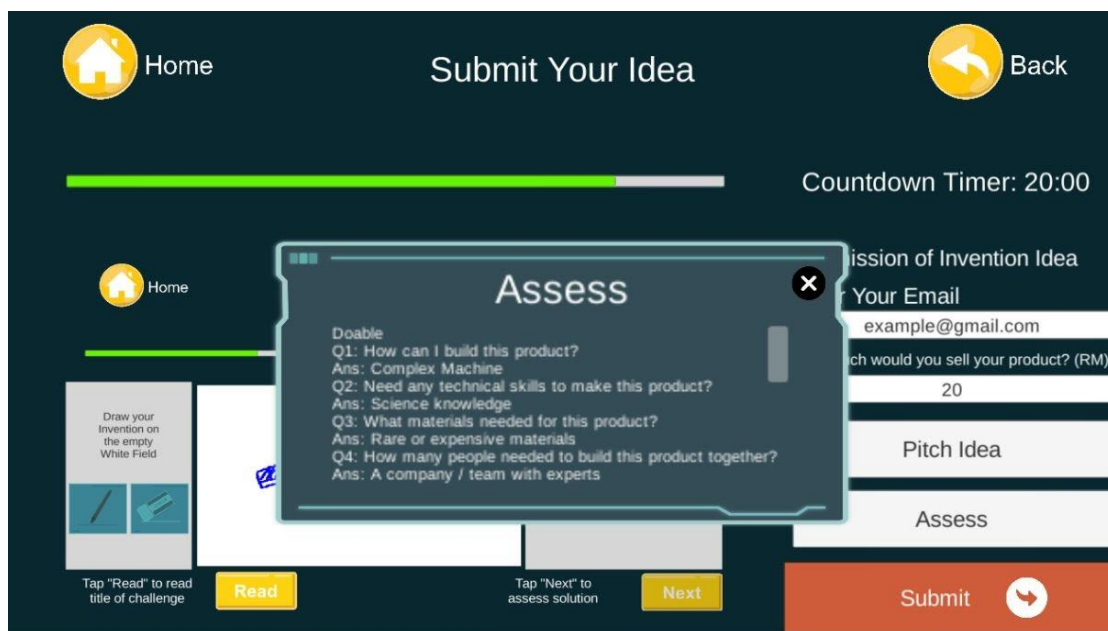 Home
Submit Your Idea
Back
Countdown Timer: 20:00
Home
Assess
Doable
Q1: How can I build this product?
Ans: Complex Machine
Q2: Need any technical skills to make this product?
Ans: Science knowledge
Q3: What materials needed for this product?
Ans: Rare or expensive materials
Q4: How many people needed to build this product together?
Ans: A company / team with experts
ission of Invention Idea
Your Email
example@gmail.com
ch would you sell your product? (RM)
20
Pitch Idea
Assess
Submit
Draw your
Invention on
the empty
White Field
Tap "Read" to read
title of challenge
Read
Tap "Next" to
assess solution
Next